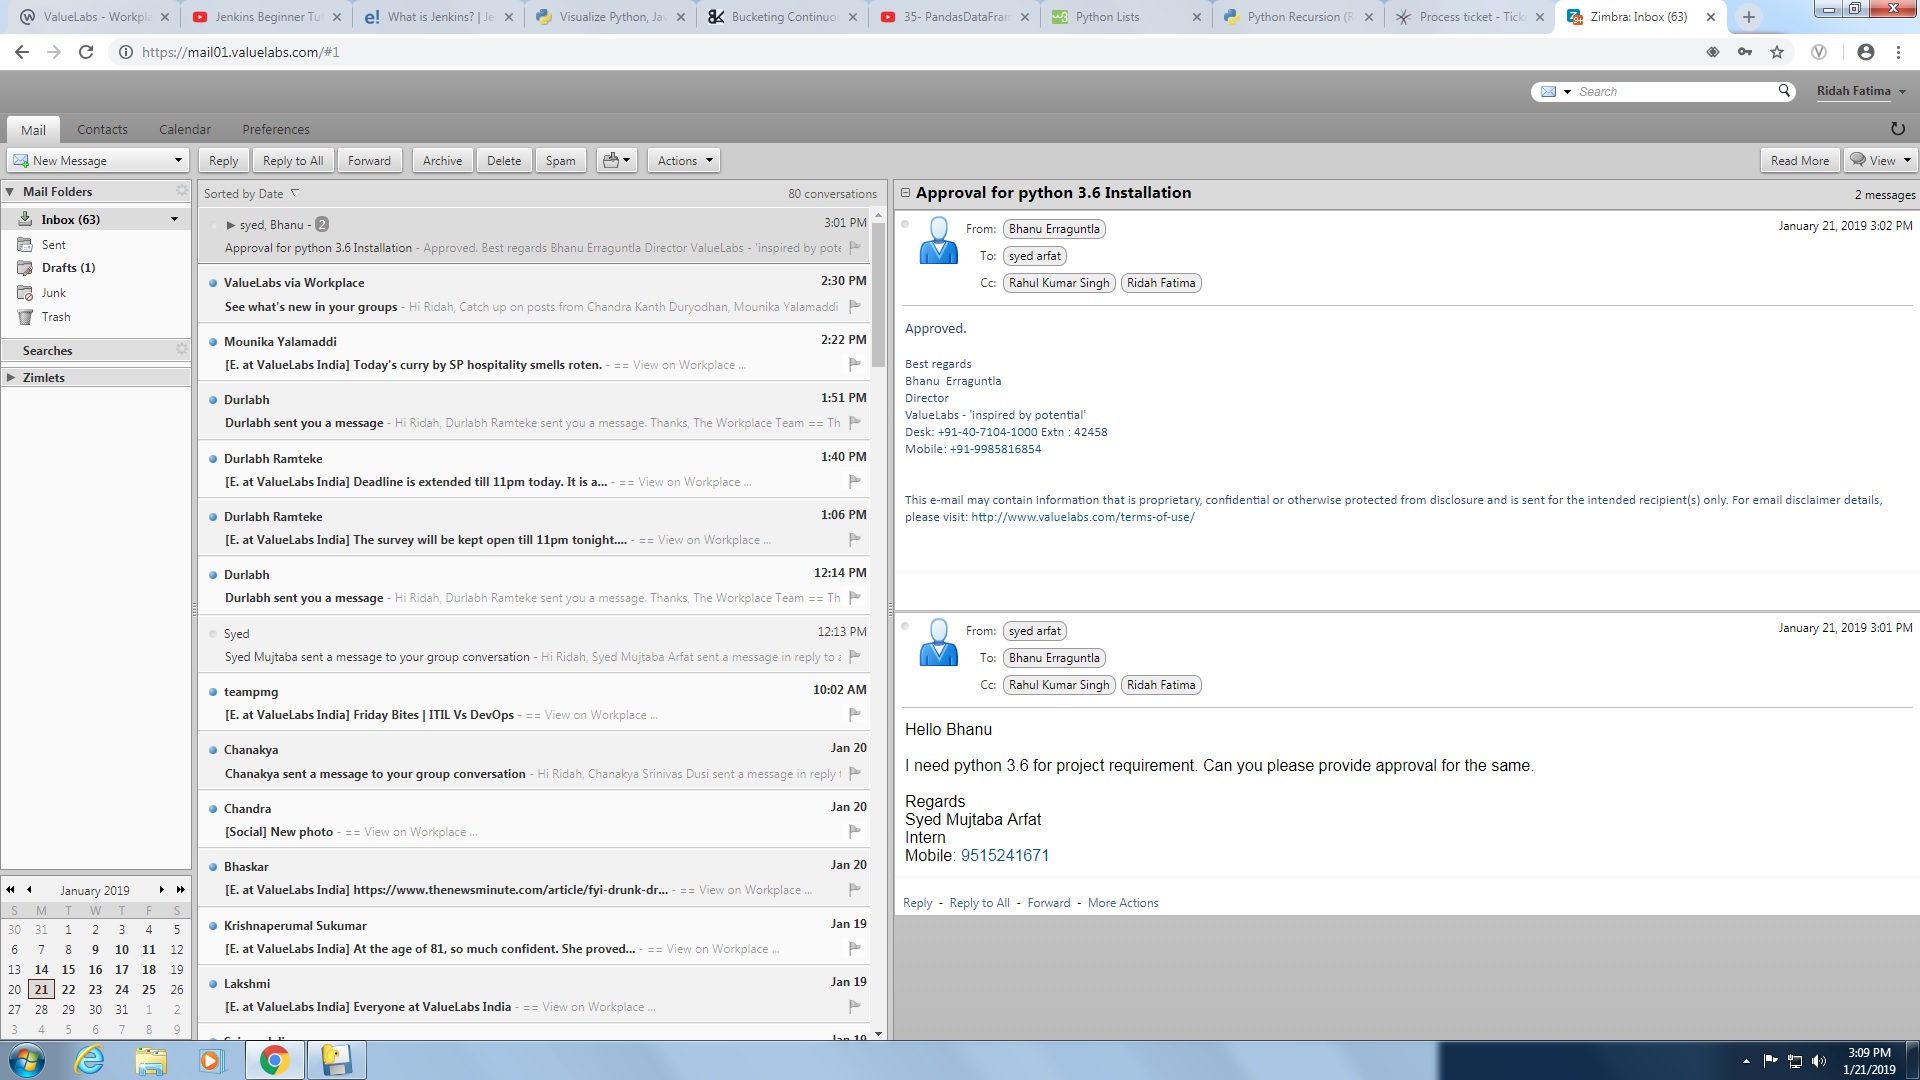 ValueLabs - Workpla
Jenkins Beginner Tut
What is Jenkins? | Je
Visualize Python, Jav
Bucketing Continuo
35- PandasDataFram
Python Lists
Python Recursion (R
Process ticket - Tick
Zimbra: Inbox (63)
https://mail01.valuelabs.com/#1
Search
Ridah Fatima
Mail
Contacts
Calendar
Preferences
New Message
Reply
Reply to All
Forward
Archive
Delete
Spam
Actions
Read More
View
Mail Folders
Inbox (63)
Sent
Drafts (1)
Junk
Trash
Searches
Zimlets
January 2019
S M T W T F S
30 31 1 2 3 4 5
6 7 8 9 10 11 12
13 14 15 16 17 18 19
20 21 22 23 24 25 26
27 28 29 30 31 1 2
3 4 5 6 7 8 9
Sorted by Date
80 conversations
syed, Bhanu - 2 3:01 PM
Approval for python 3.6 Installation - Approved. Best regards Bhanu Erraguntla Director ValueLabs - 'inspired by pote
ValueLabs via Workplace 2:30 PM
See what's new in your groups - Hi Ridah, Catch up on posts from Chandra Kanth Duryodhan, Mounika Yalamaddi
Mounika Yalamaddi 2:22 PM
[E. at ValueLabs India] Today's curry by SP hospitality smells roten. - == View on Workplace ...
Durlabh 1:51 PM
Durlabh sent you a message - Hi Ridah, Durlabh Ramteke sent you a message. Thanks, The Workplace Team == Th
Durlabh Ramteke 1:40 PM
[E. at ValueLabs India] Deadline is extended till 11pm today. It is a... - == View on Workplace ...
Durlabh Ramteke 1:06 PM
[E. at ValueLabs India] The survey will be kept open till 11pm tonight.... - == View on Workplace ...
Durlabh 12:14 PM
Durlabh sent you a message - Hi Ridah, Durlabh Ramteke sent you a message. Thanks, The Workplace Team == Th
Syed 12:13 PM
Syed Mujtaba sent a message to your group conversation - Hi Ridah, Syed Mujtaba Arfat sent a message in reply to a
teampmg 10:02 AM
[E. at ValueLabs India] Friday Bites | ITIL Vs DevOps - == View on Workplace ...
Chanakya Jan 20
Chanakya sent a message to your group conversation - Hi Ridah, Chanakya Srinivas Dusi sent a message in reply t
Chandra Jan 20
[Social] New photo - == View on Workplace ...
Bhaskar Jan 20
[E. at ValueLabs India] https://www.thenewsminute.com/article/fyi-drunk-dr... - == View on Workplace ...
Krishnaperumal Sukumar Jan 19
[E. at ValueLabs India] At the age of 81, so much confident. She proved... - == View on Workplace ...
Lakshmi Jan 19
[E. at ValueLabs India] Everyone at ValueLabs India - == View on Workplace ...
Jan 19
Approval for python 3.6 Installation
2 messages
From: Bhanu Erraguntla
January 21, 2019 3:02 PM
To: syed arfat
Cc: Rahul Kumar Singh Ridah Fatima
Approved.
Best regards
Bhanu Erraguntla
Director
ValueLabs - 'inspired by potential'
Desk: +91-40-7104-1000 Extn : 42458
Mobile: +91-9985816854
This e-mail may contain information that is proprietary, confidential or otherwise protected from disclosure and is sent for the intended recipient(s) only. For email disclaimer details,
please visit: http://www.valuelabs.com/terms-of-use/
From: syed arfat
January 21, 2019 3:01 PM
To: Bhanu Erraguntla
Cc: Rahul Kumar Singh Ridah Fatima
Hello Bhanu
I need python 3.6 for project requirement. Can you please provide approval for the same.
Regards
Syed Mujtaba Arfat
Intern
Mobile: 9515241671
Reply - Reply to All - Forward - More Actions
3:09 PM
1/21/2019